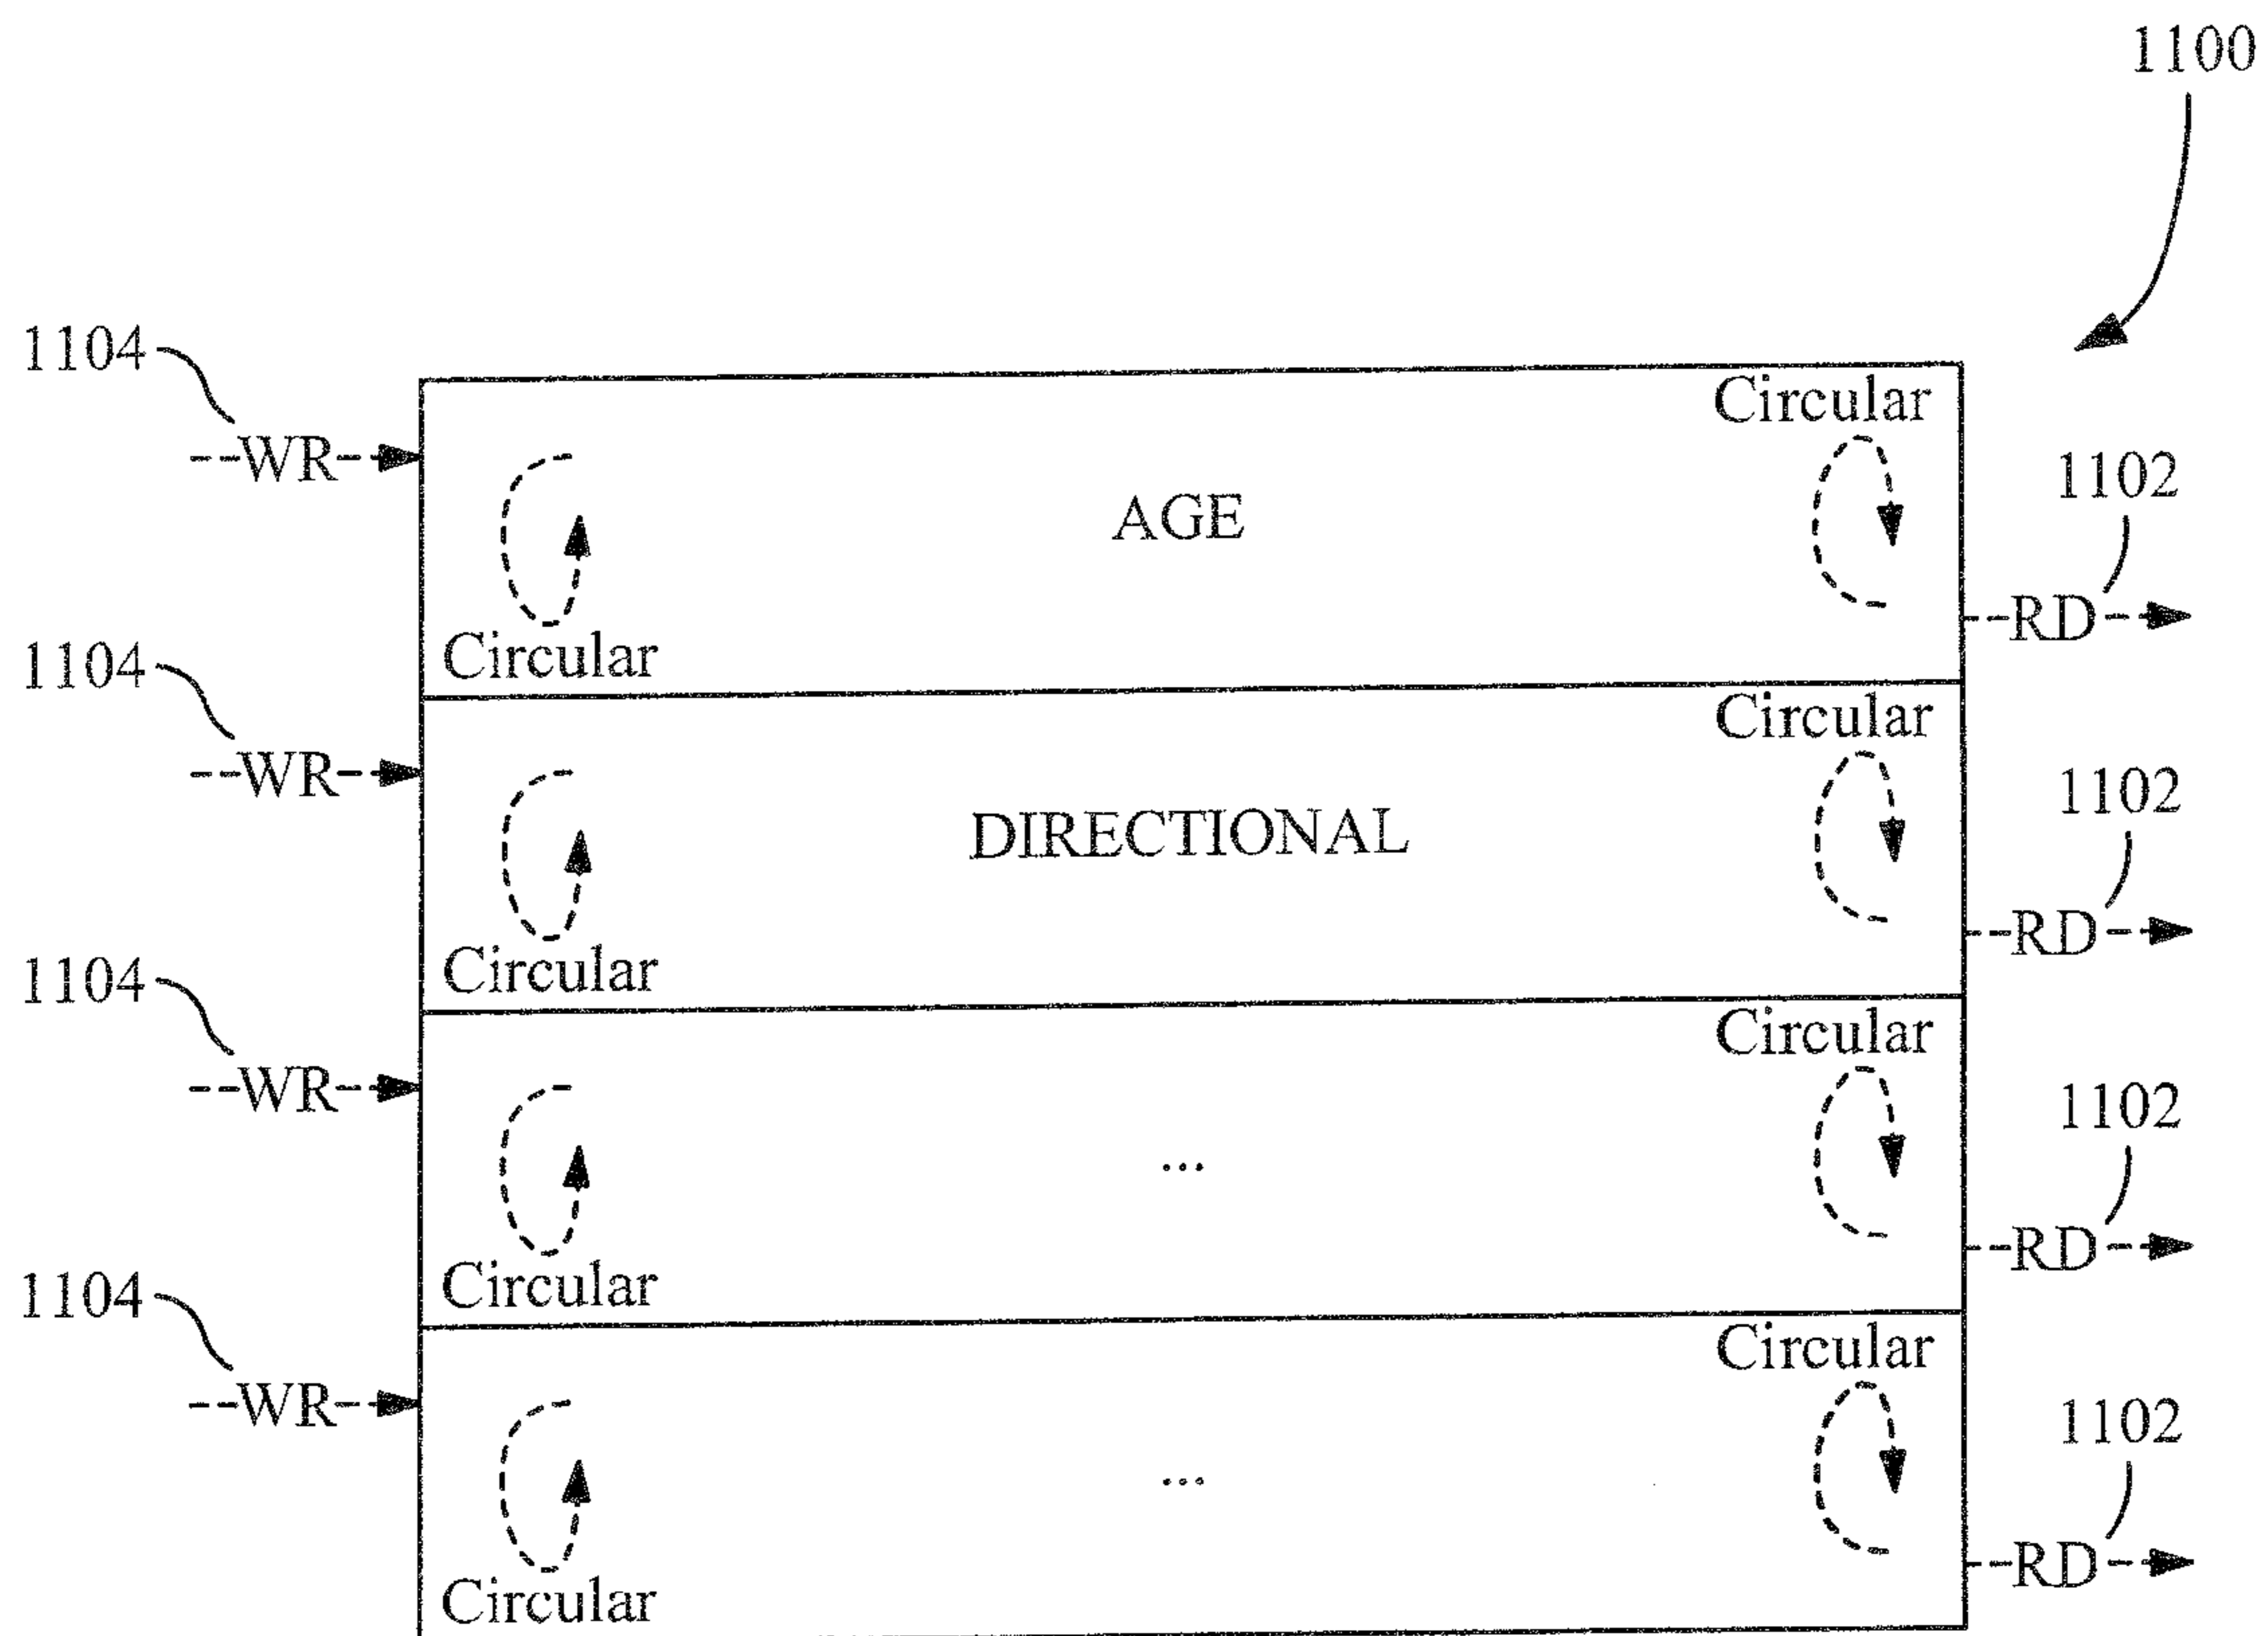 1100
1104
Circular
WR
1102
AGE
RD
Circular
1104
Circular
WR
1102
DIRECTIONAL
RD
Circular
1104
Circular
WR
1102
...
RD
Circular
1104
Circular
WR
1102
...
RD
Circular